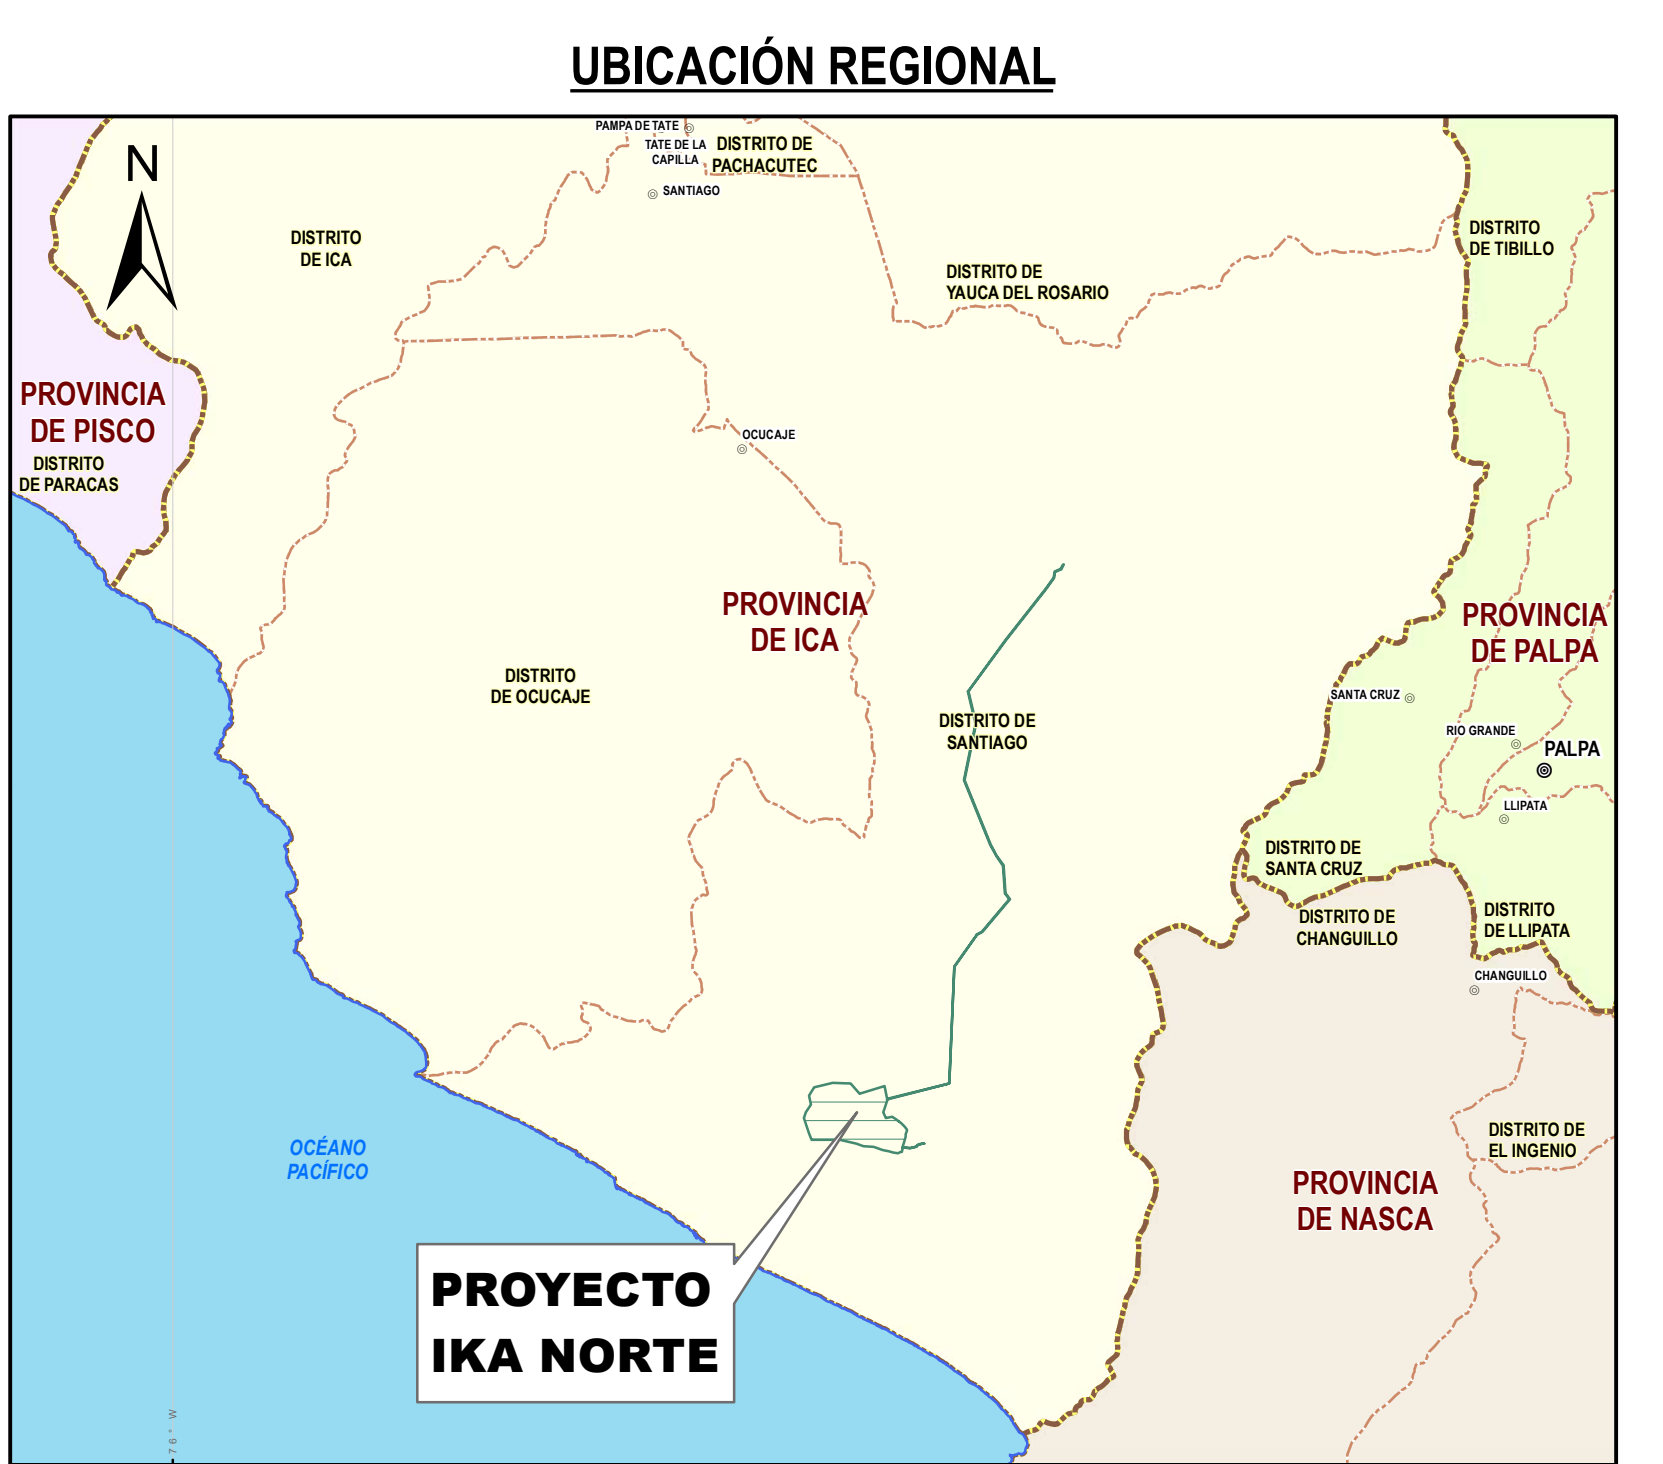 UBICACIÓN REGIONAL
PAMPA DE TATE
TATE DE LA
CAPILLA
DISTRITO DE
PACHACUTEC
SANTIAGO
N
DISTRITO
DE ICA
DISTRITO
DE TIBILLO
DISTRITO DE
YAUCA DEL ROSARIO
PROVINCIA
DE PISCO
DISTRITO
DE PARACAS
OCUCAJE
PROVINCIA
DE ICA
PROVINCIA
DE PALPA
DISTRITO
DE OCUCAJE
DISTRITO DE
SANTIAGO
SANTA CRUZ
RIO GRANDE
PALPA
LLIPATA
DISTRITO DE
SANTA CRUZ
DISTRITO DE
CHANGUILLO
DISTRITO
DE LLIPATA
CHANGUILLO
OCÉANO
PACÍFICO
DISTRITO DE
EL INGENIO
PROVINCIA
DE NASCA
PROYECTO
IKA NORTE
76° W